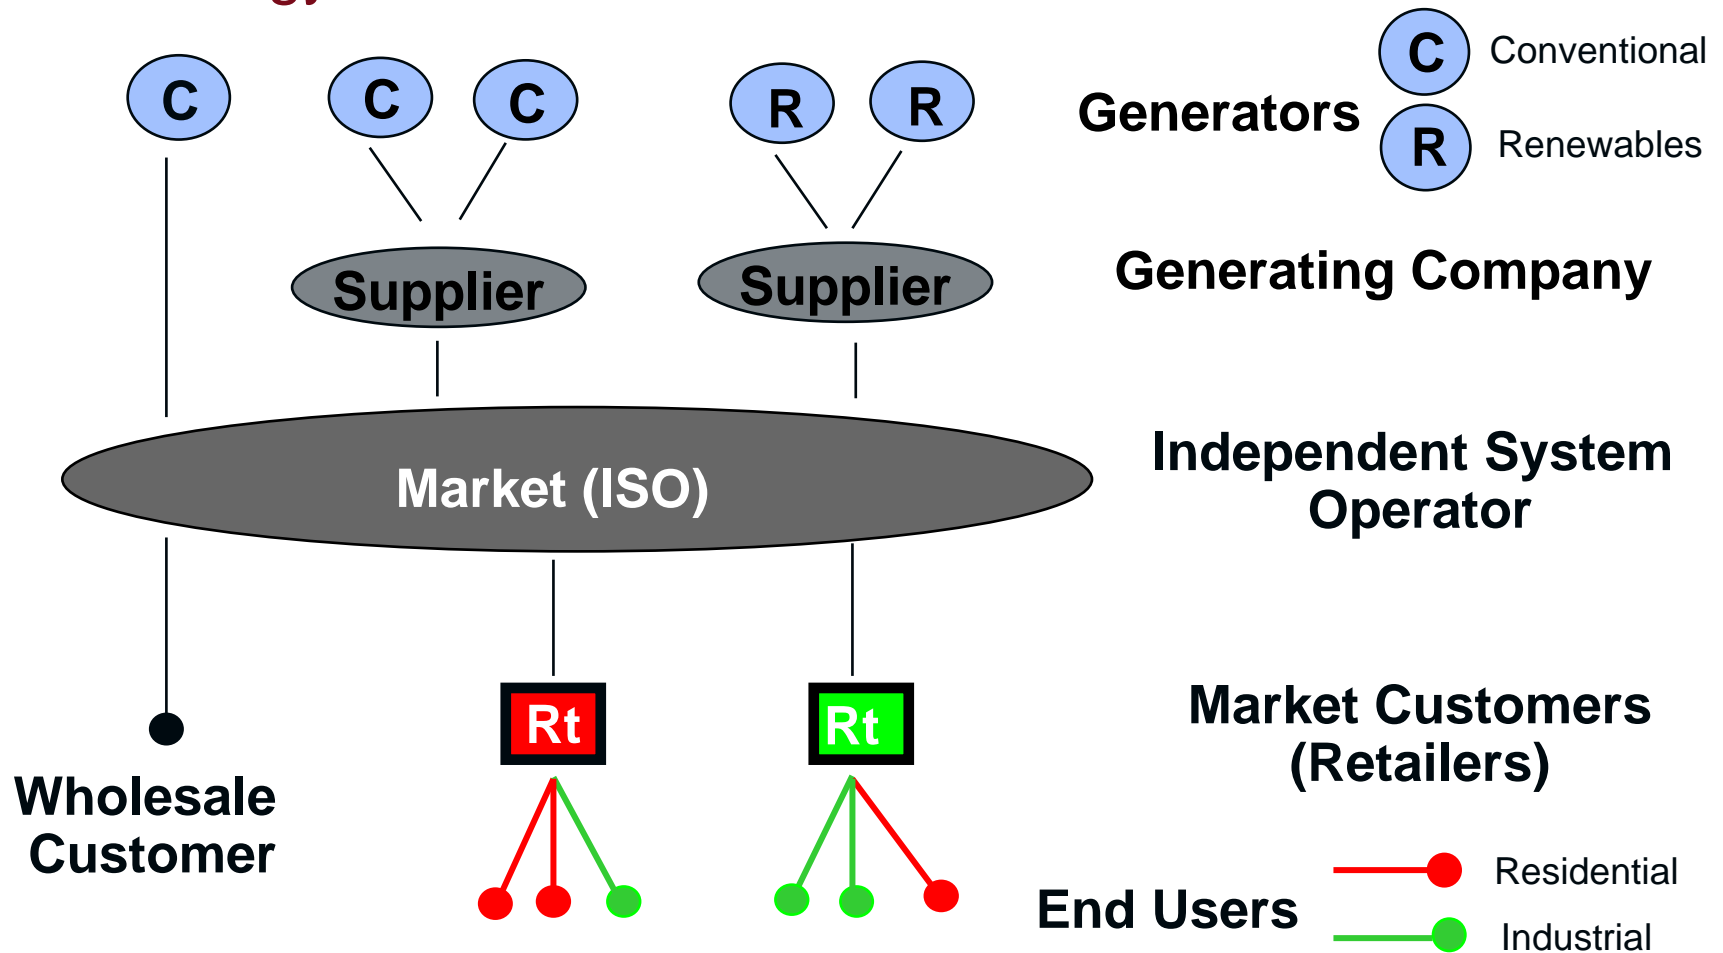 C
C
C
R
R
Generators
C
Conventional
R
Renewables
Supplier
Supplier
Generating Company
Market (ISO)
Independent System
Operator
Rt
Rt
Market Customers
(Retailers)
Wholesale
Customer
End Users
Residential
Industrial